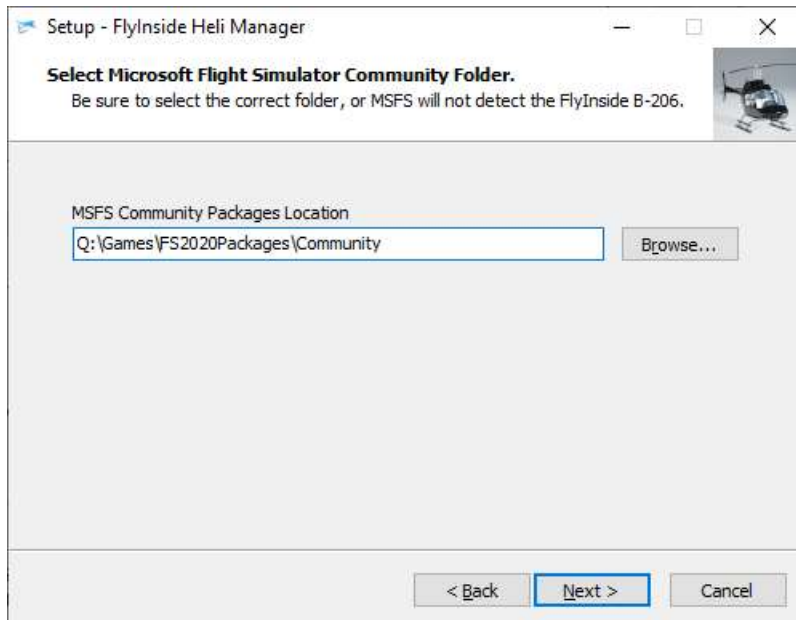 Setup - FlyInside Heli Manager
Select Microsoft Flight Simulator Community Folder.
Be sure to select the correct folder, or MSFS will not detect the FlyInside B-206.
MSFS Community Packages Location
Q:\Games\FS2020Packages\Community
Browse...
< Back
Next >
Cancel